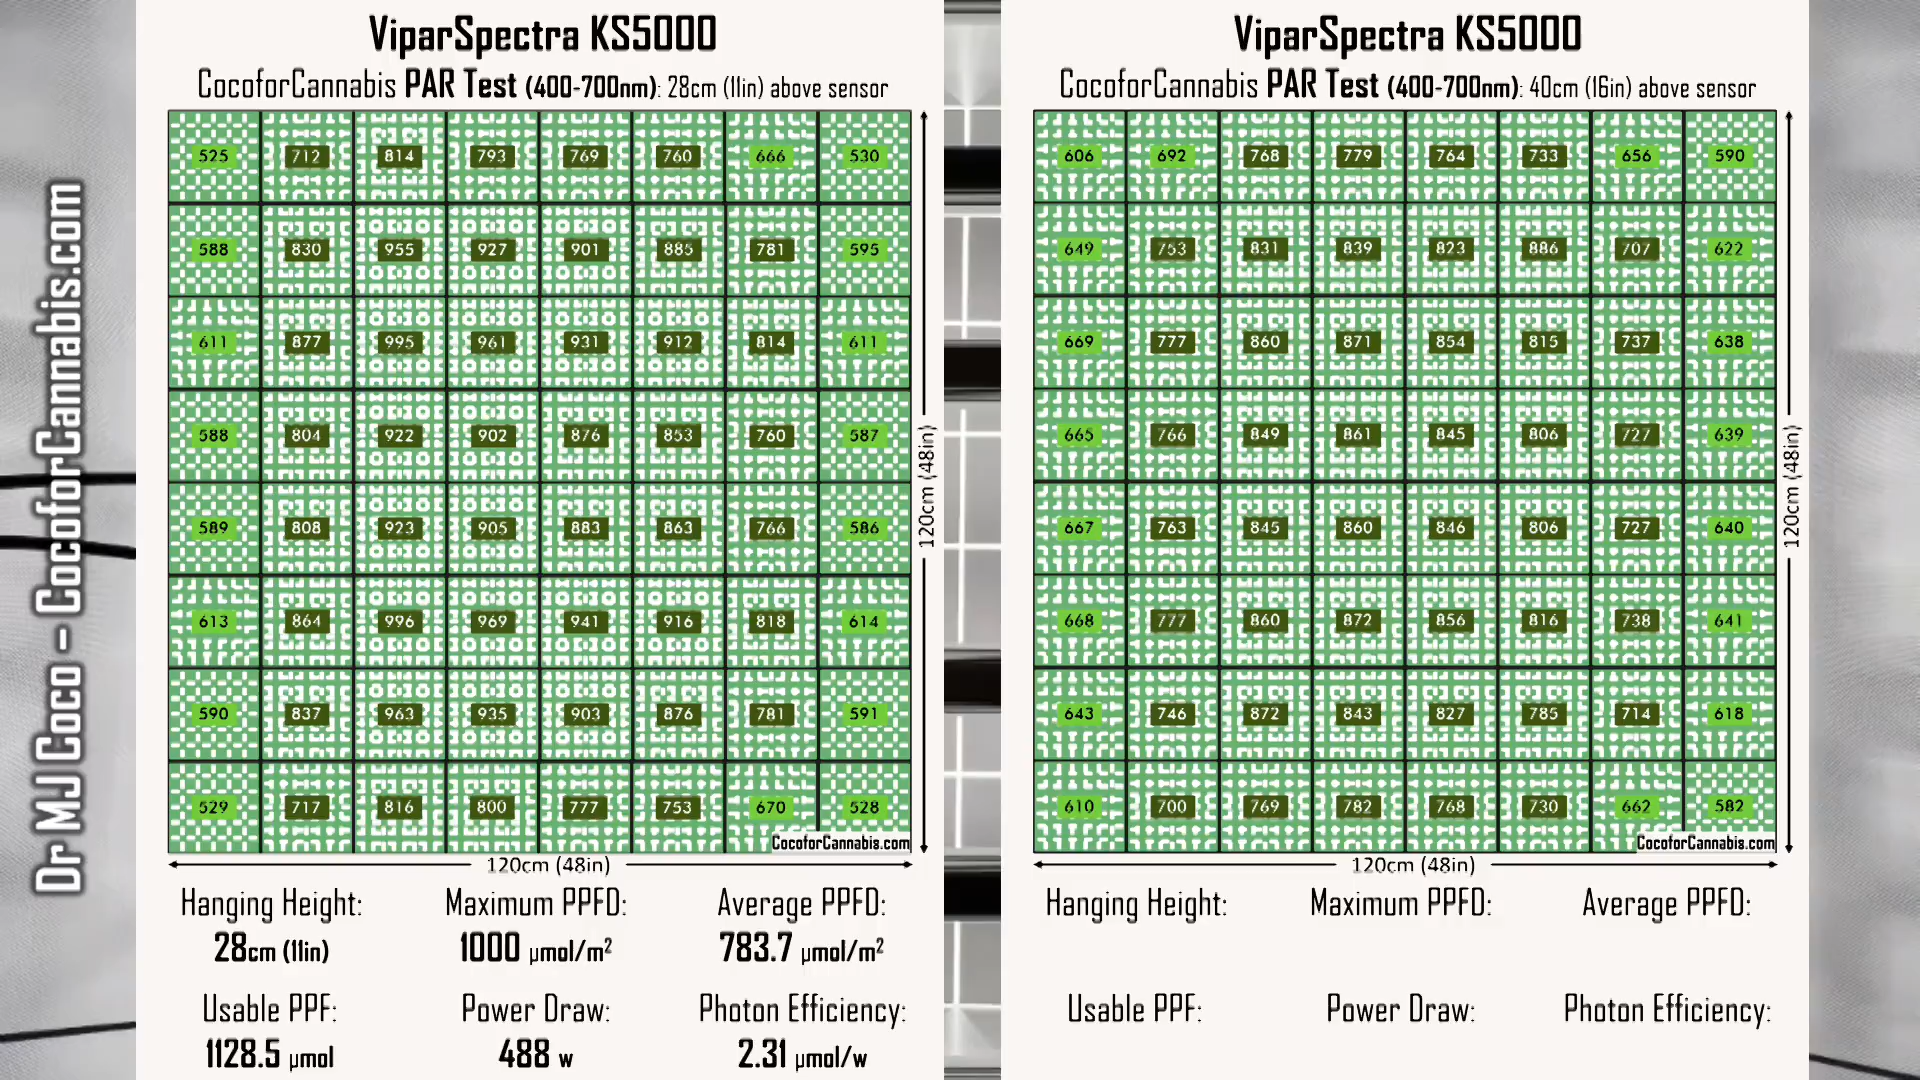 Dr MJ Coco - CocoforCannabis.com
ViparSpectra KS5000
CocoforCannabis PAR Test (400-700nm): 28cm (11in) above sensor
525 712 814 793 769 760 666 530
588 830 955 927 901 885 781 595
611 877 995 961 931 912 814 611
588 804 922 902 876 853 760 587
589 808 923 905 883 863 766 586
613 864 996 969 941 916 818 614
590 837 963 935 903 876 781 591
529 717 816 800 777 753 670 528
CocoforCannabis.com
120cm (48in)
120cm (48in)
Hanging Height: Maximum PPFD: Average PPFD:
28cm (11in) 1000 µmol/m² 783.7 µmol/m²
Usable PPF: Power Draw: Photon Efficiency:
1128.5 µmol 488 w 2.31 µmol/w
ViparSpectra KS5000
CocoforCannabis PAR Test (400-700nm): 40cm (16in) above sensor
606 692 768 779 764 733 656 590
649 753 831 839 823 886 707 622
669 777 860 871 854 815 737 638
665 766 849 861 845 806 727 639
667 763 845 860 846 806 727 640
668 777 860 872 856 816 738 641
643 746 872 843 827 785 714 618
610 700 769 782 768 730 662 582
CocoforCannabis.com
120cm (48in)
120cm (48in)
Hanging Height: Maximum PPFD: Average PPFD:
Usable PPF: Power Draw: Photon Efficiency: